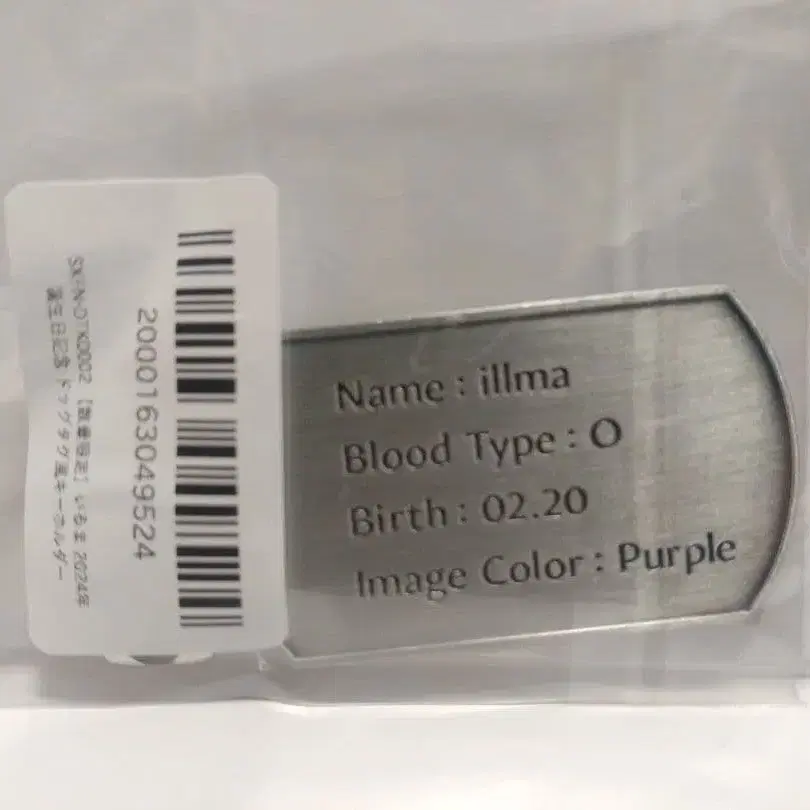 SXFN-DTK0002 【数量限定】いるま 2024年
誕生日記念 ドッグタグ風キーホルダー
2000163049524
Name : illma
Blood Type : O
Birth : 02.20
Image Color : Purple